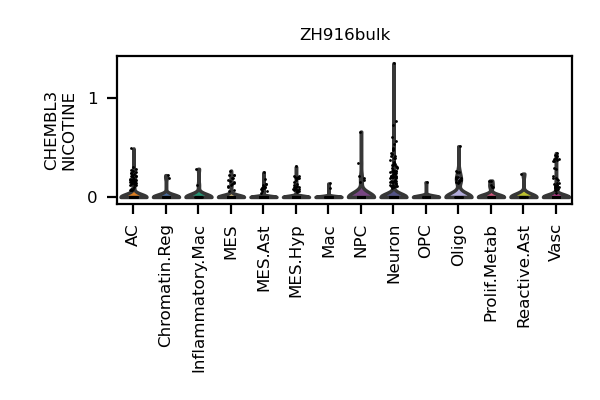 ZH916bulk
CHEMBL3
NICOTINE
1
0
AC
Chromatin.Reg
Inflammatory.Mac
MES
MES.Ast
MES.Hyp
Mac
NPC
Neuron
OPC
Oligo
Prolif.Metab
Reactive.Ast
Vasc